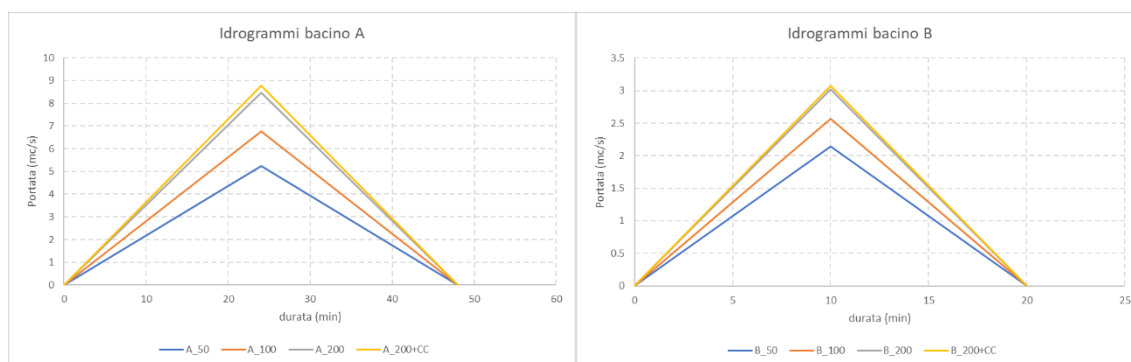 Idrogrammi bacino A
10
9
8
7
6
5
4
3
2
1
0
Portata (mc/s)
0 10 20 30 40 50 60
durata (min)
A_50 A_100 A_200 A_200+CC
Idrogrammi bacino B
3.5
3
2.5
2
1.5
1
0.5
0
Portata (mc/s)
0 5 10 15 20 25
durata (min)
B_50 B_100 B_200 B_200+CC